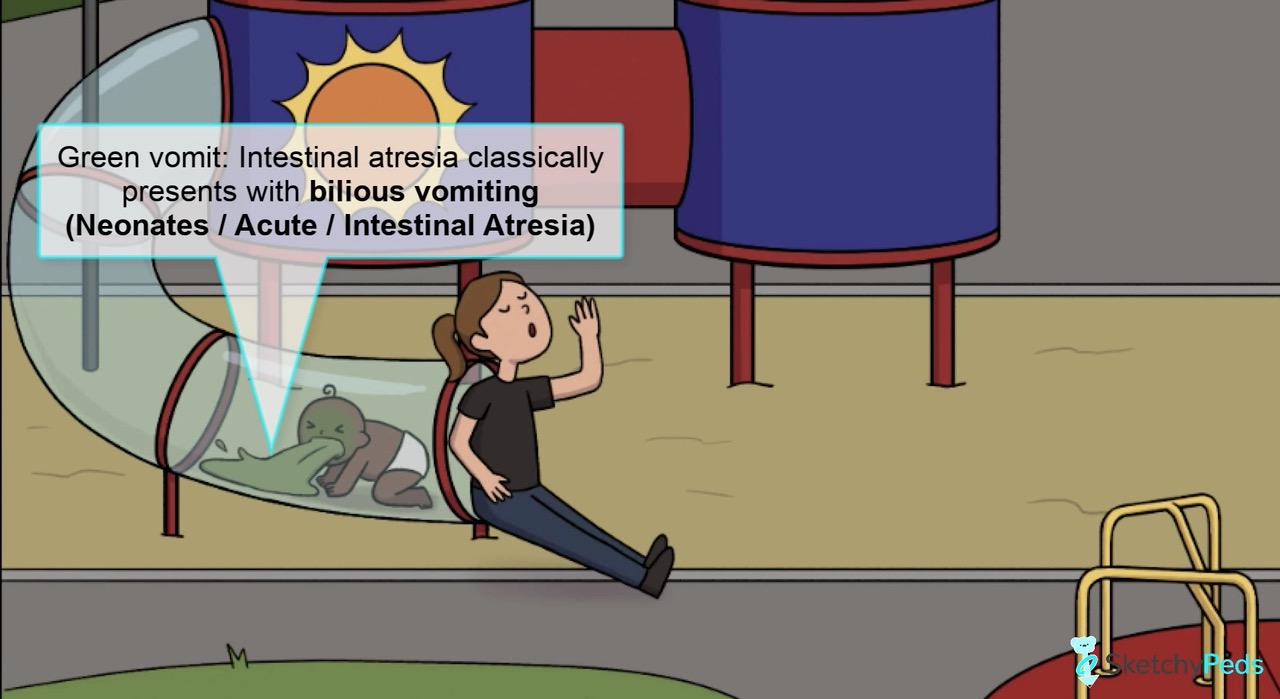 Green vomit: Intestinal atresia classically
presents with bilious vomiting
(Neonates / Acute / Intestinal Atresia)
SketchyPeds